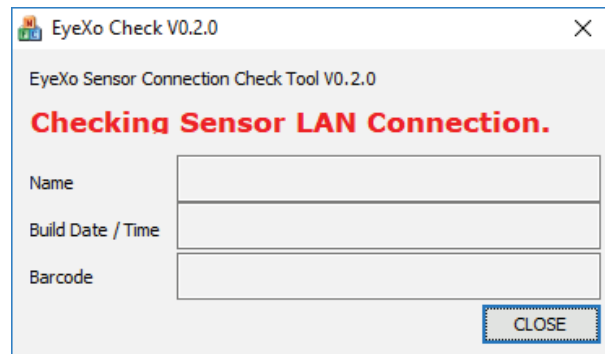 EyeXo Check V0.2.0
EyeXo Sensor Connection Check Tool V0.2.0
Checking Sensor LAN Connection.
Name
Build Date / Time
Barcode
CLOSE